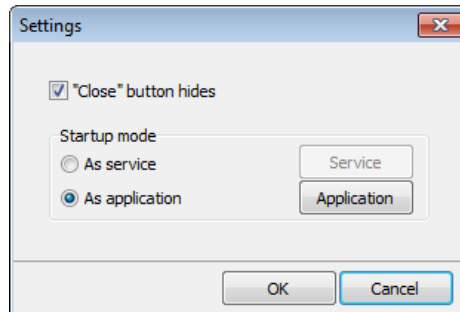 Settings
"Close" button hides
Startup mode
As service
Service
As application
Application
OK
Cancel